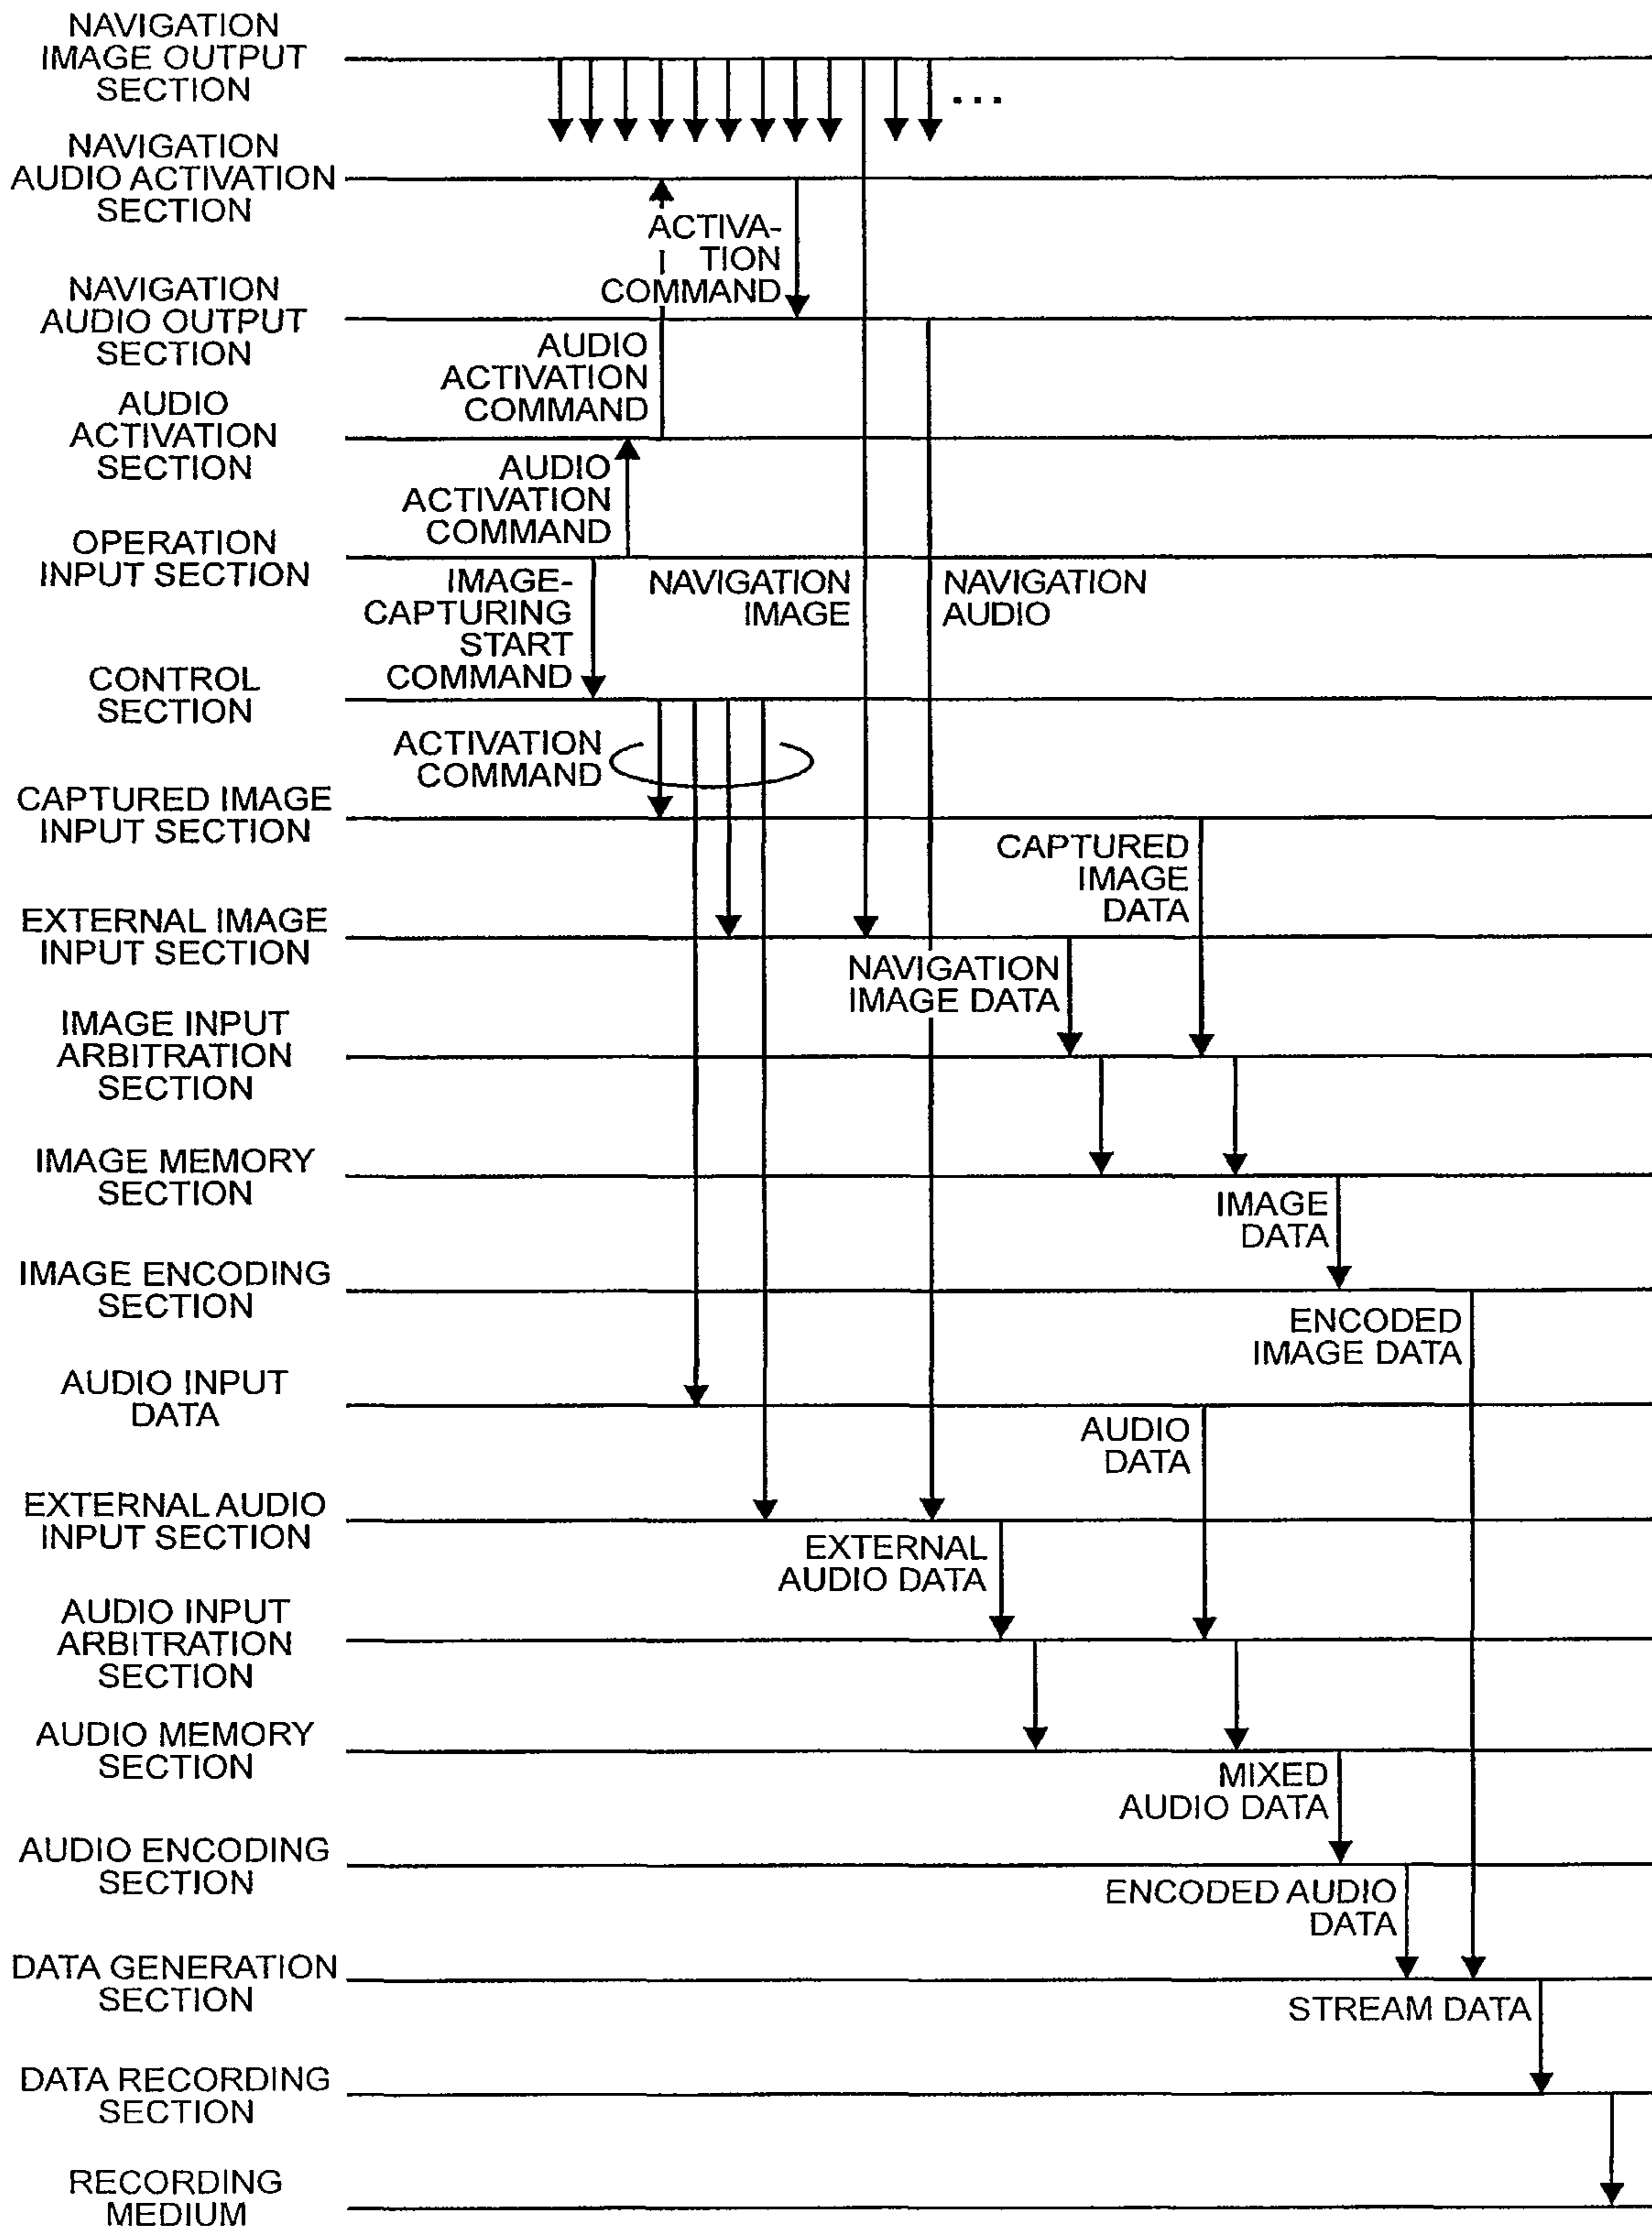 NAVIGATION
IMAGE OUTPUT
SECTION
...
NAVIGATION
AUDIO ACTIVATION
SECTION
ACTIVA-
TION
COMMAND
NAVIGATION
AUDIO OUTPUT
SECTION
AUDIO
ACTIVATION
COMMAND
AUDIO
ACTIVATION
SECTION
AUDIO
ACTIVATION
COMMAND
OPERATION
INPUT SECTION
IMAGE-
CAPTURING
START
COMMAND
NAVIGATION
IMAGE
NAVIGATION
AUDIO
CONTROL
SECTION
ACTIVATION
COMMAND
CAPTURED IMAGE
INPUT SECTION
CAPTURED
IMAGE
DATA
EXTERNAL IMAGE
INPUT SECTION
NAVIGATION
IMAGE DATA
IMAGE INPUT
ARBITRATION
SECTION
IMAGE MEMORY
SECTION
IMAGE
DATA
IMAGE ENCODING
SECTION
ENCODED
IMAGE DATA
AUDIO INPUT
DATA
AUDIO
DATA
EXTERNAL AUDIO
INPUT SECTION
EXTERNAL
AUDIO DATA
AUDIO INPUT
ARBITRATION
SECTION
AUDIO MEMORY
SECTION
MIXED
AUDIO DATA
AUDIO ENCODING
SECTION
ENCODED AUDIO
DATA
DATA GENERATION
SECTION
STREAM DATA
DATA RECORDING
SECTION
RECORDING
MEDIUM